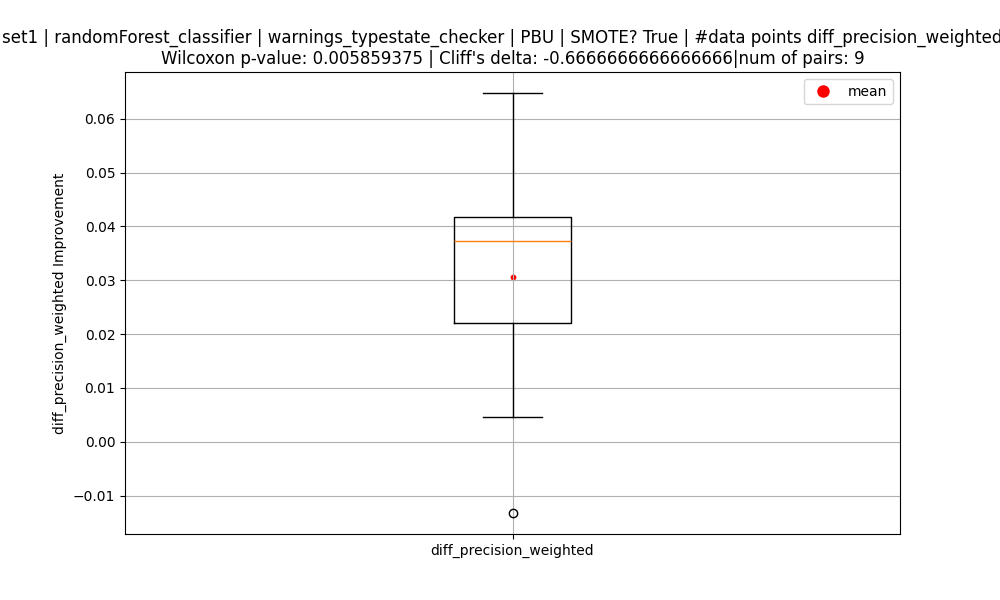 set1 | randomForest_classifier | warnings_typestate_checker | PBU | SMOTE? True | #data points diff_precision_weighted
Wilcoxon p-value: 0.005859375 | Cliff's delta: -0.6666666666666666|num of pairs: 9
mean
0.06
0.05
0.04
0.03
0.02
0.01
0.00
−0.01
diff_precision_weighted Improvement
diff_precision_weighted